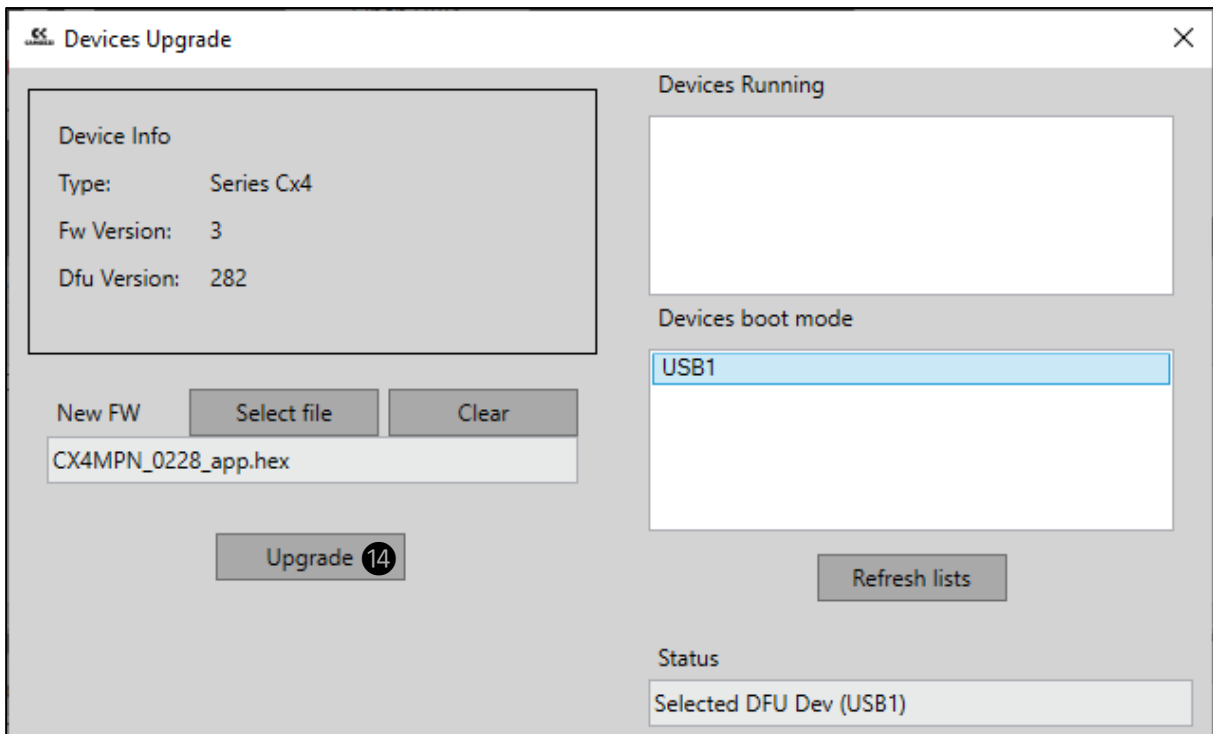 Devices Upgrade
Device Info
Type: Series Cx4
Fw Version: 3
Dfu Version: 282
New FW Select file Clear
CX4MPN_0228_app.hex
Upgrade 14
Devices Running
Devices boot mode
USB1
Refresh lists
Status
Selected DFU Dev (USB1)